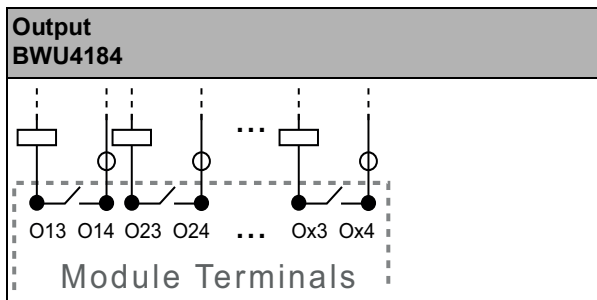 Output
BWU4184
...
O13 O14 O23 O24 ... Ox3 Ox4
Module Terminals